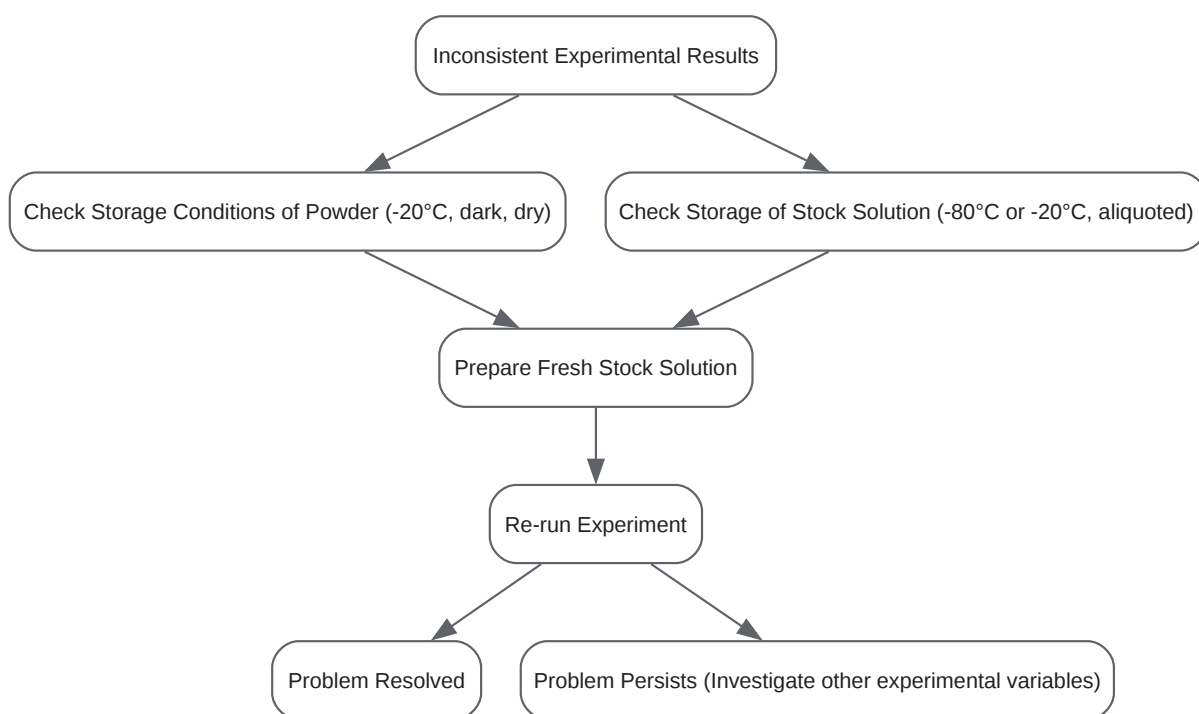 Inconsistent Experimental Results
Check Storage Conditions of Powder (-20°C, dark, dry)
Check Storage of Stock Solution (-80°C or -20°C, aliquoted)
Prepare Fresh Stock Solution
Re-run Experiment
Problem Resolved
Problem Persists (Investigate other experimental variables)